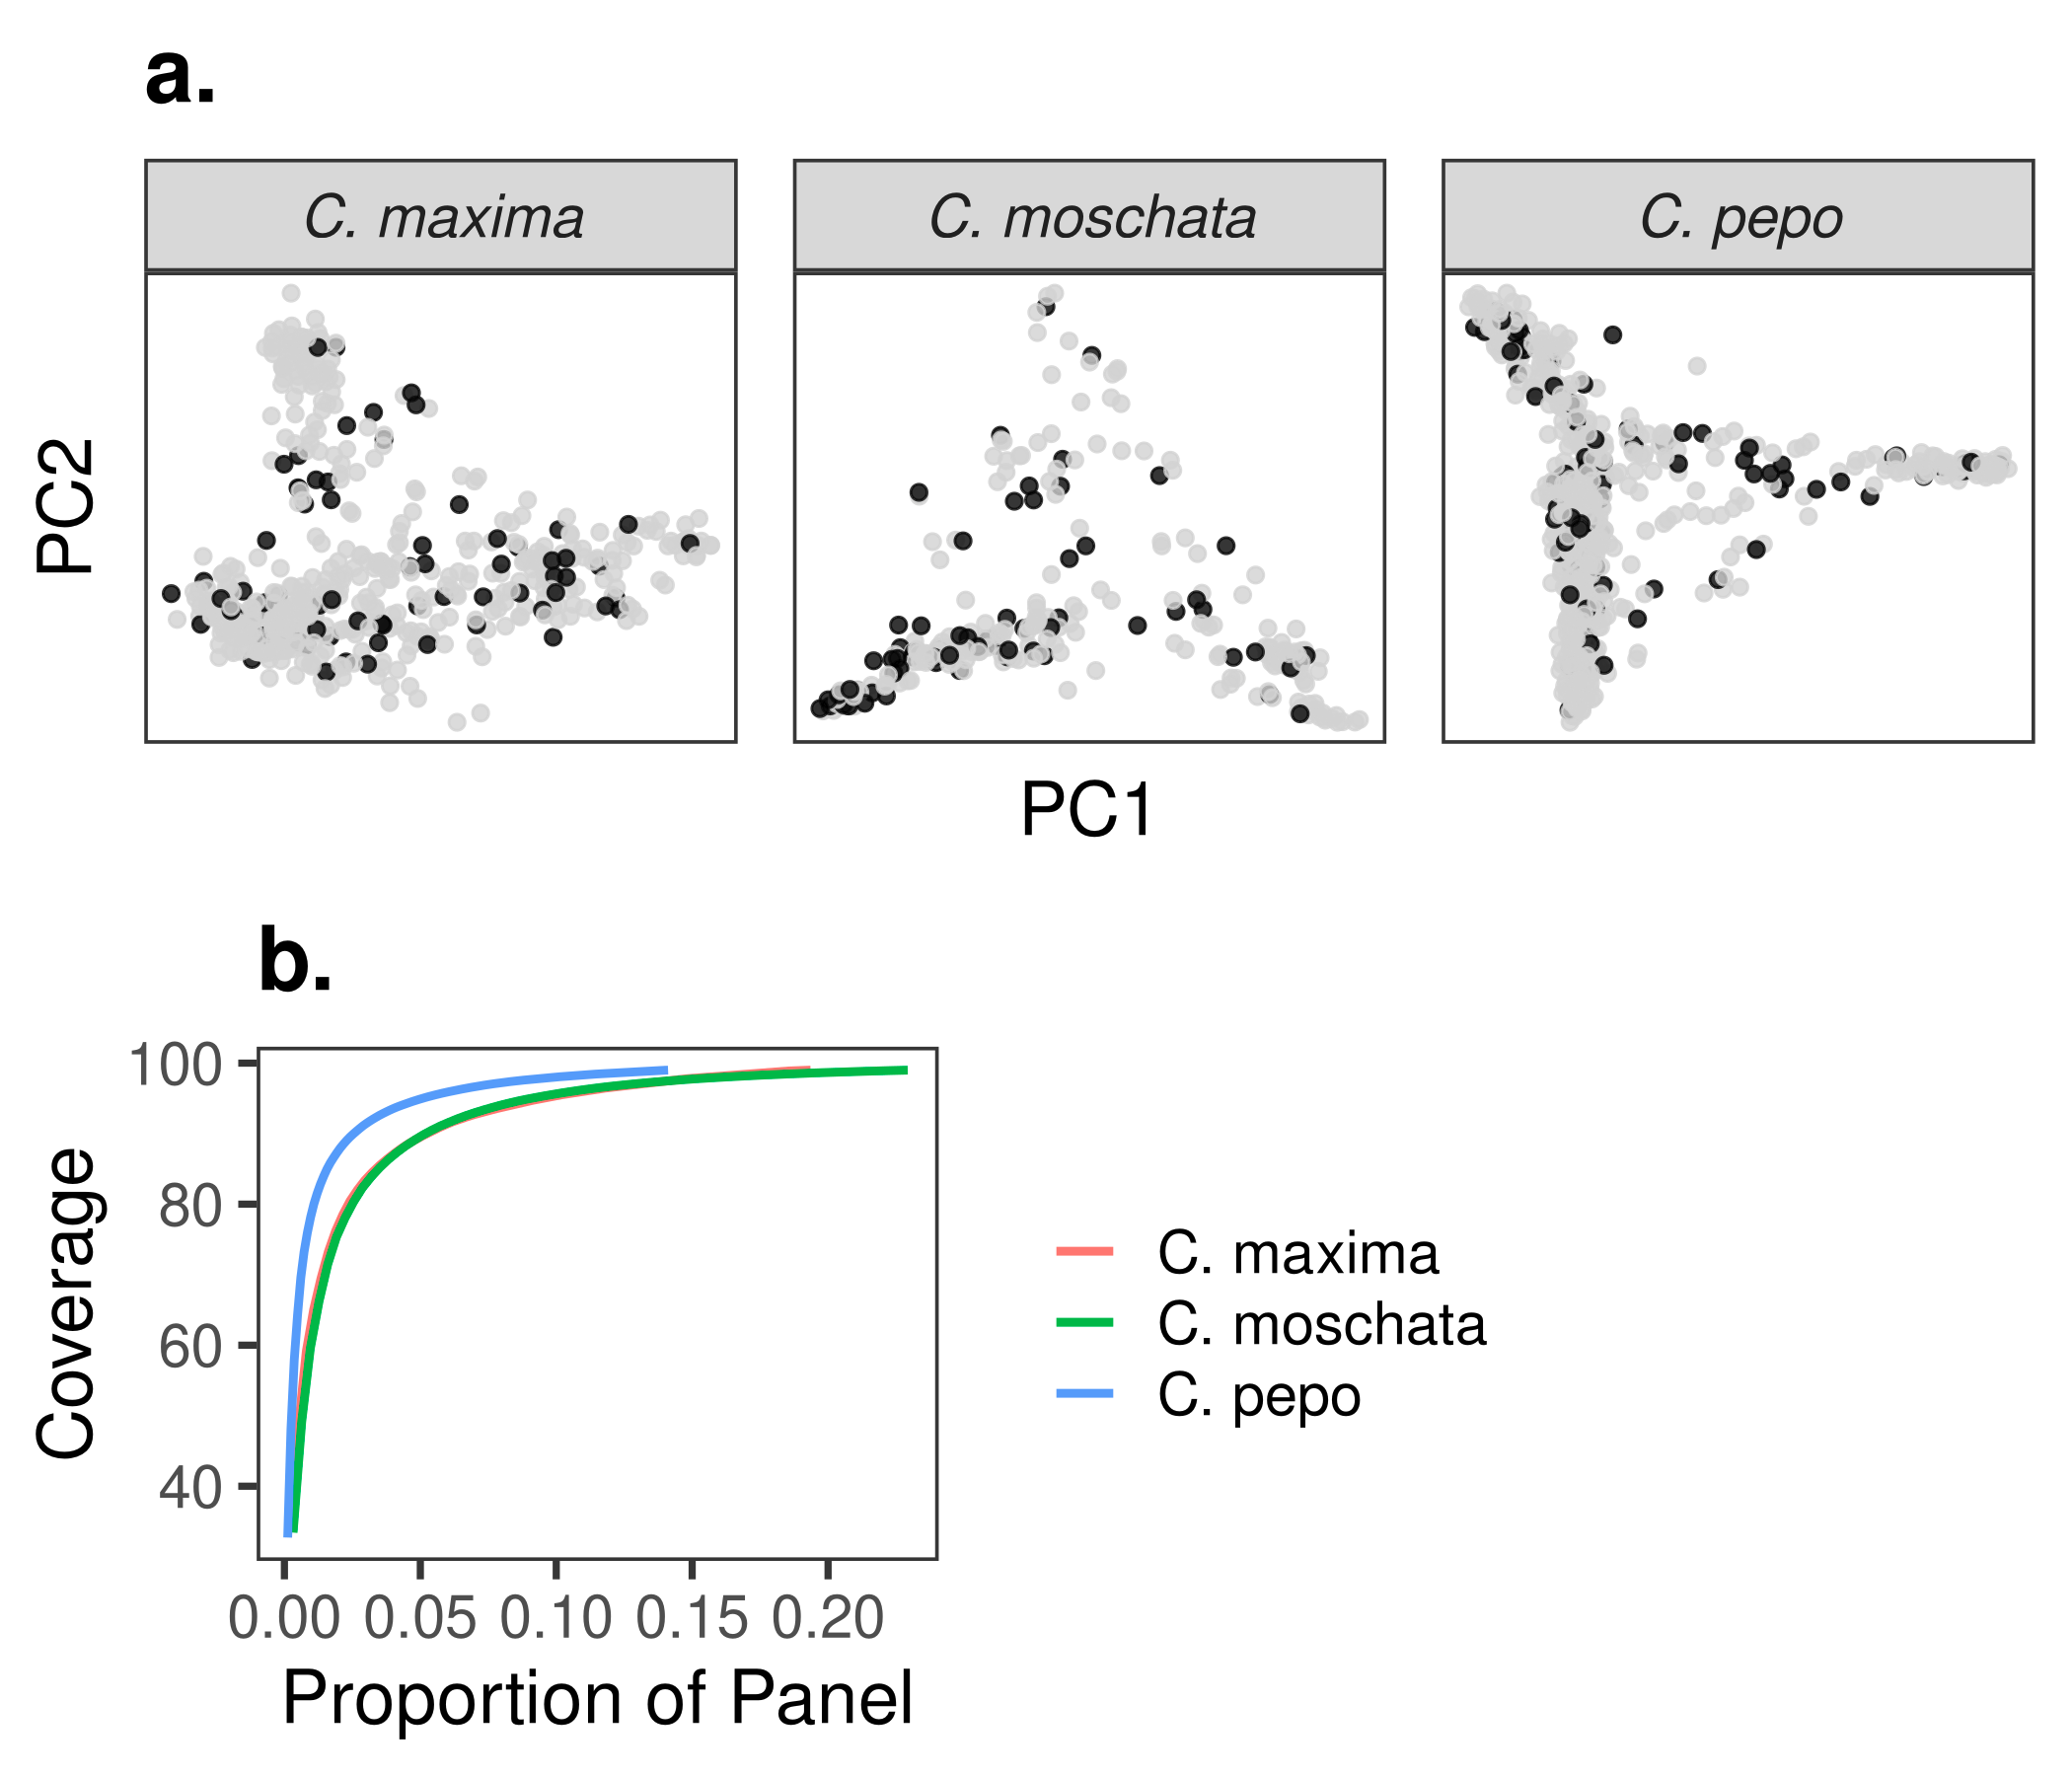 a.
C. maxima
C. moschata
C. pepo
PC2
PC1
b.
100
80
60
40
Coverage
0.00 0.05 0.10 0.15 0.20
Proportion of Panel
C. maxima
C. moschata
C. pepo